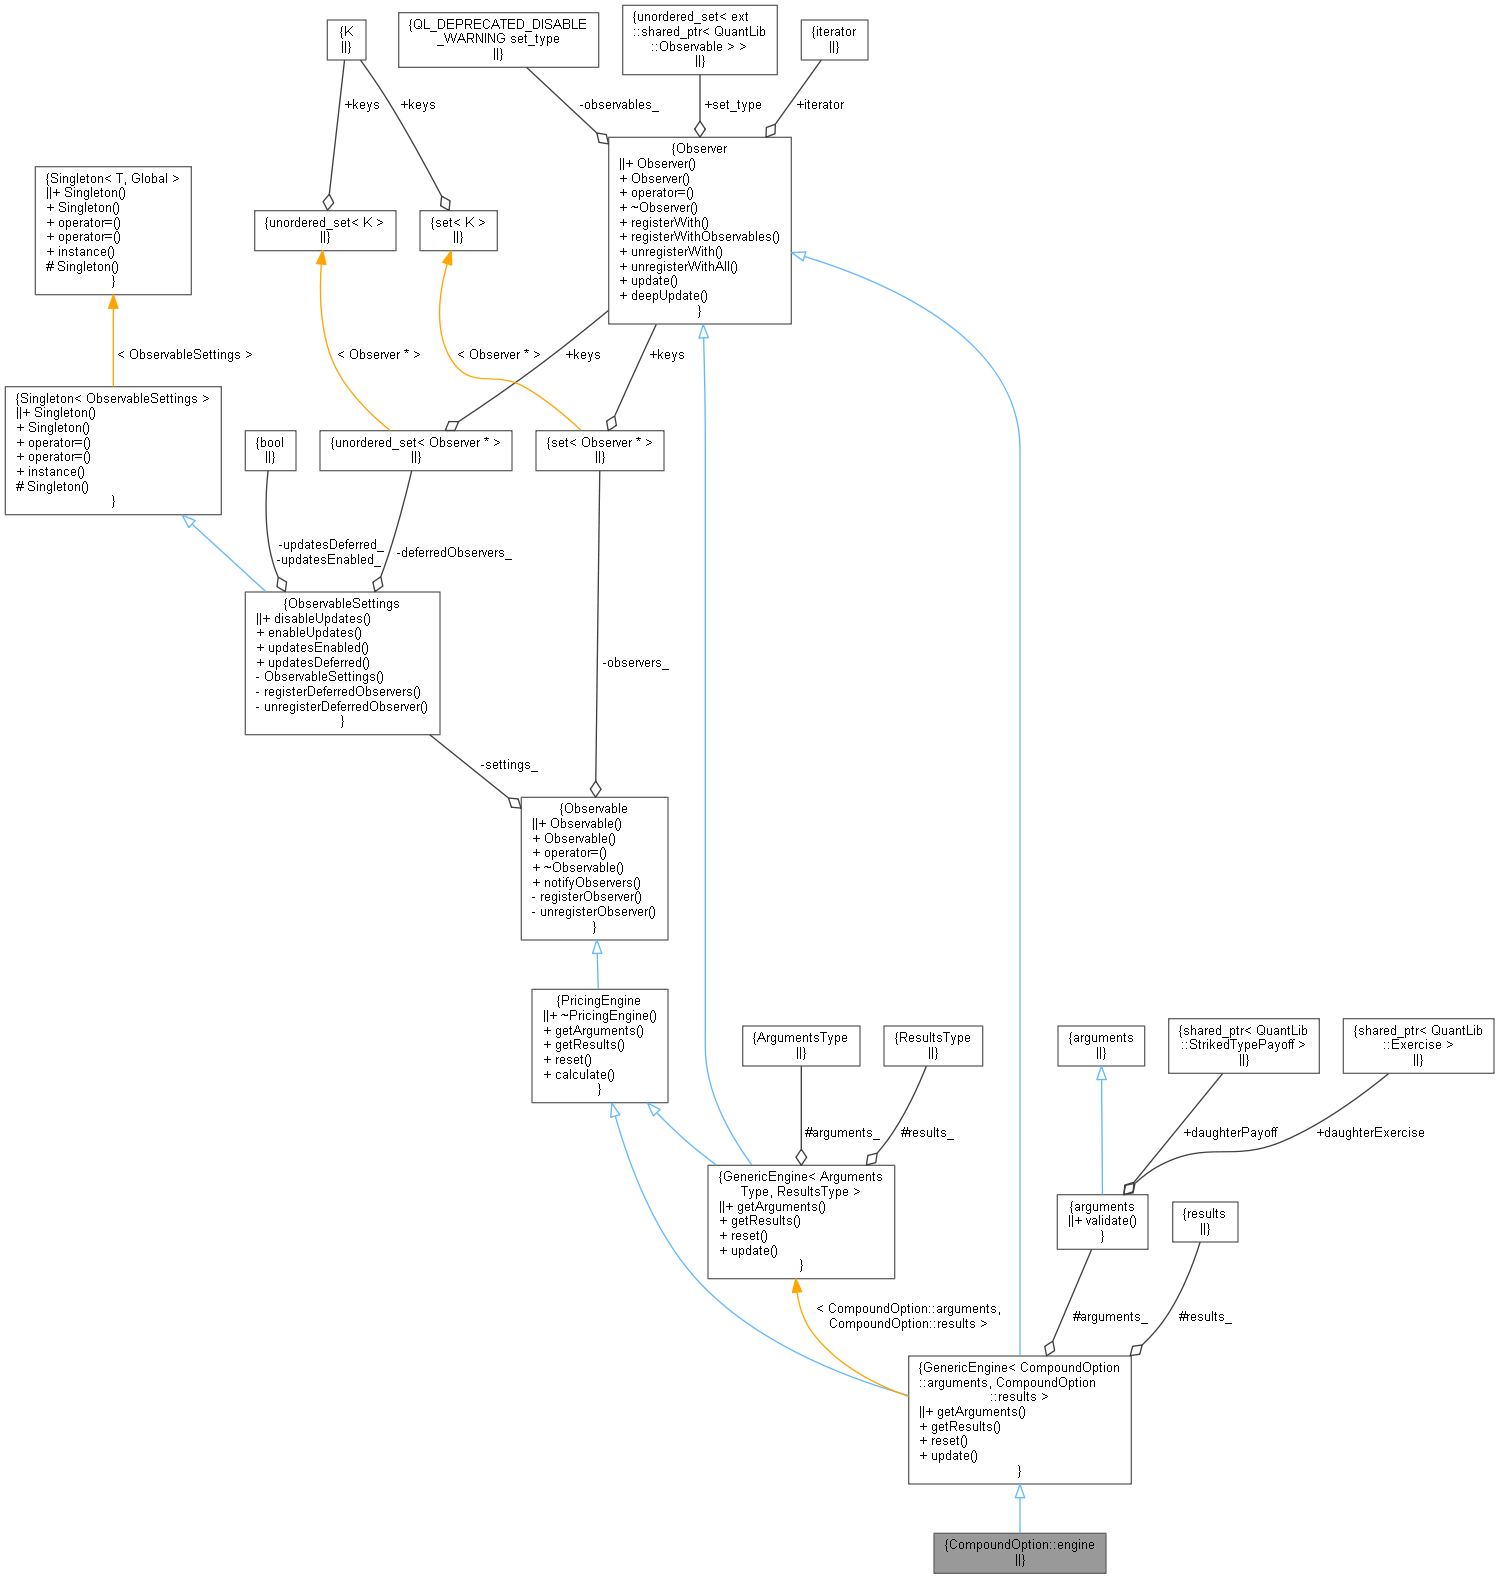 {K
||}
{QL_DEPRECATED_DISABLE
_WARNING set_type
||}
{unordered_set< ext
::shared_ptr< QuantLib
::Observable > >
||}
{iterator
||}
+keys
+keys
-observables_
+set_type
+iterator
{Singleton< T, Global >
||+ Singleton()
+ Singleton()
+ operator=()
+ operator=()
+ instance()
# Singleton()
}
{unordered_set< K >
||}
{set< K >
||}
{Observer
||+ Observer()
+ Observer()
+ operator=()
+ ~Observer()
+ registerWith()
+ registerWithObservables()
+ unregisterWith()
+ unregisterWithAll()
+ update()
+ deepUpdate()
}
< ObservableSettings >
< Observer * >
< Observer * >
+keys
+keys
{Singleton< ObservableSettings >
||+ Singleton()
+ Singleton()
+ operator=()
+ operator=()
+ instance()
# Singleton()
}
{bool
||}
{unordered_set< Observer * >
||}
{set< Observer * >
||}
-updatesDeferred_
-updatesEnabled_
-deferredObservers_
{ObservableSettings
||+ disableUpdates()
+ enableUpdates()
+ updatesEnabled()
+ updatesDeferred()
- ObservableSettings()
- registerDeferredObservers()
- unregisterDeferredObserver()
}
-observers_
-settings_
{Observable
||+ Observable()
+ Observable()
+ operator=()
+ ~Observable()
+ notifyObservers()
- registerObserver()
- unregisterObserver()
}
{PricingEngine
||+ ~PricingEngine()
+ getArguments()
+ getResults()
+ reset()
+ calculate()
}
{ArgumentsType
||}
{ResultsType
||}
{arguments
||}
{shared_ptr< QuantLib
::StrikedTypePayoff >
||}
{shared_ptr< QuantLib
::Exercise >
||}
#arguments_
#results_
+daughterPayoff
+daughterExercise
{GenericEngine< Arguments
Type, ResultsType >
||+ getArguments()
+ getResults()
+ reset()
+ update()
}
{arguments
||+ validate()
}
{results
||}
< CompoundOption::arguments,
CompoundOption::results >
#arguments_
#results_
{GenericEngine< CompoundOption
::arguments, CompoundOption
::results >
||+ getArguments()
+ getResults()
+ reset()
+ update()
}
{CompoundOption::engine
||}